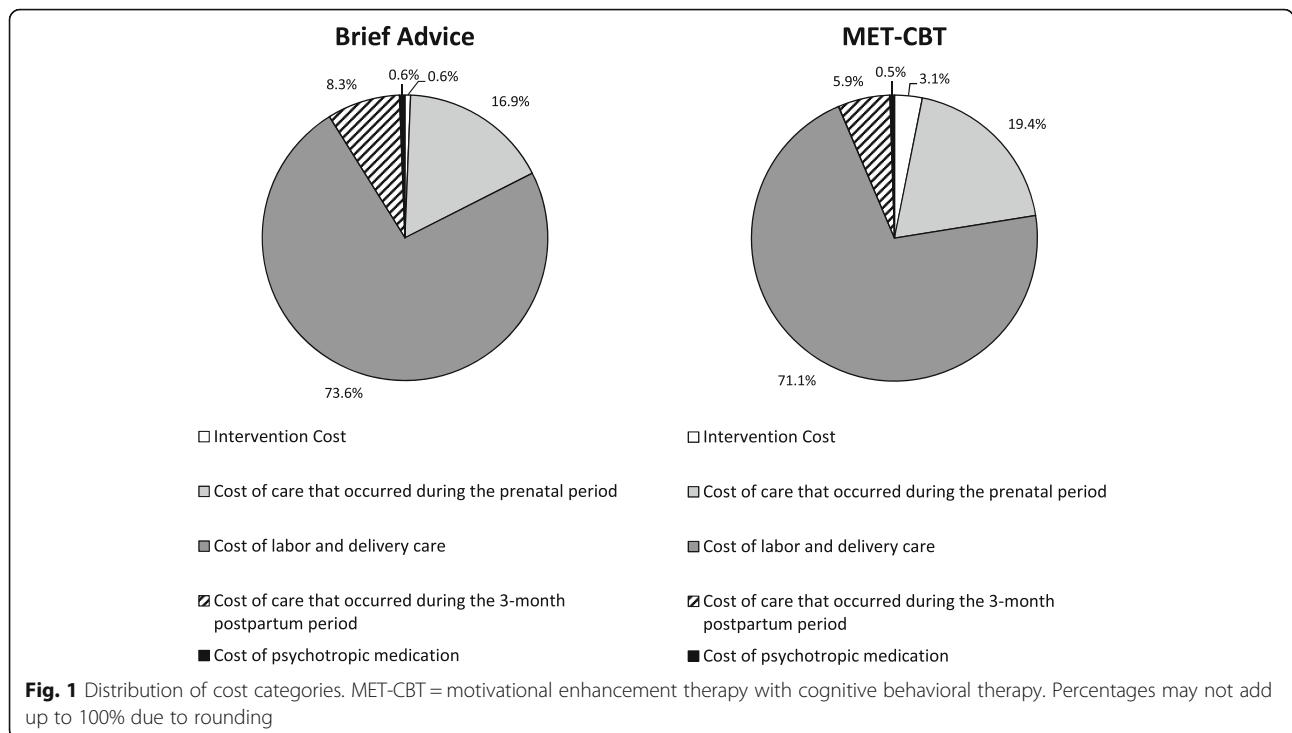 Brief Advice
8.3%
0.6%
0.6%
16.9%
73.6%
Intervention Cost
Cost of care that occurred during the prenatal period
Cost of labor and delivery care
Cost of care that occurred during the 3-month
postpartum period
Cost of psychotropic medication
MET-CBT
5.9%
0.5%
3.1%
19.4%
71.1%
Intervention Cost
Cost of care that occurred during the prenatal period
Cost of labor and delivery care
Cost of care that occurred during the 3-month
postpartum period
Cost of psychotropic medication
Fig. 1 Distribution of cost categories. MET-CBT = motivational enhancement therapy with cognitive behavioral therapy. Percentages may not add
up to 100% due to rounding